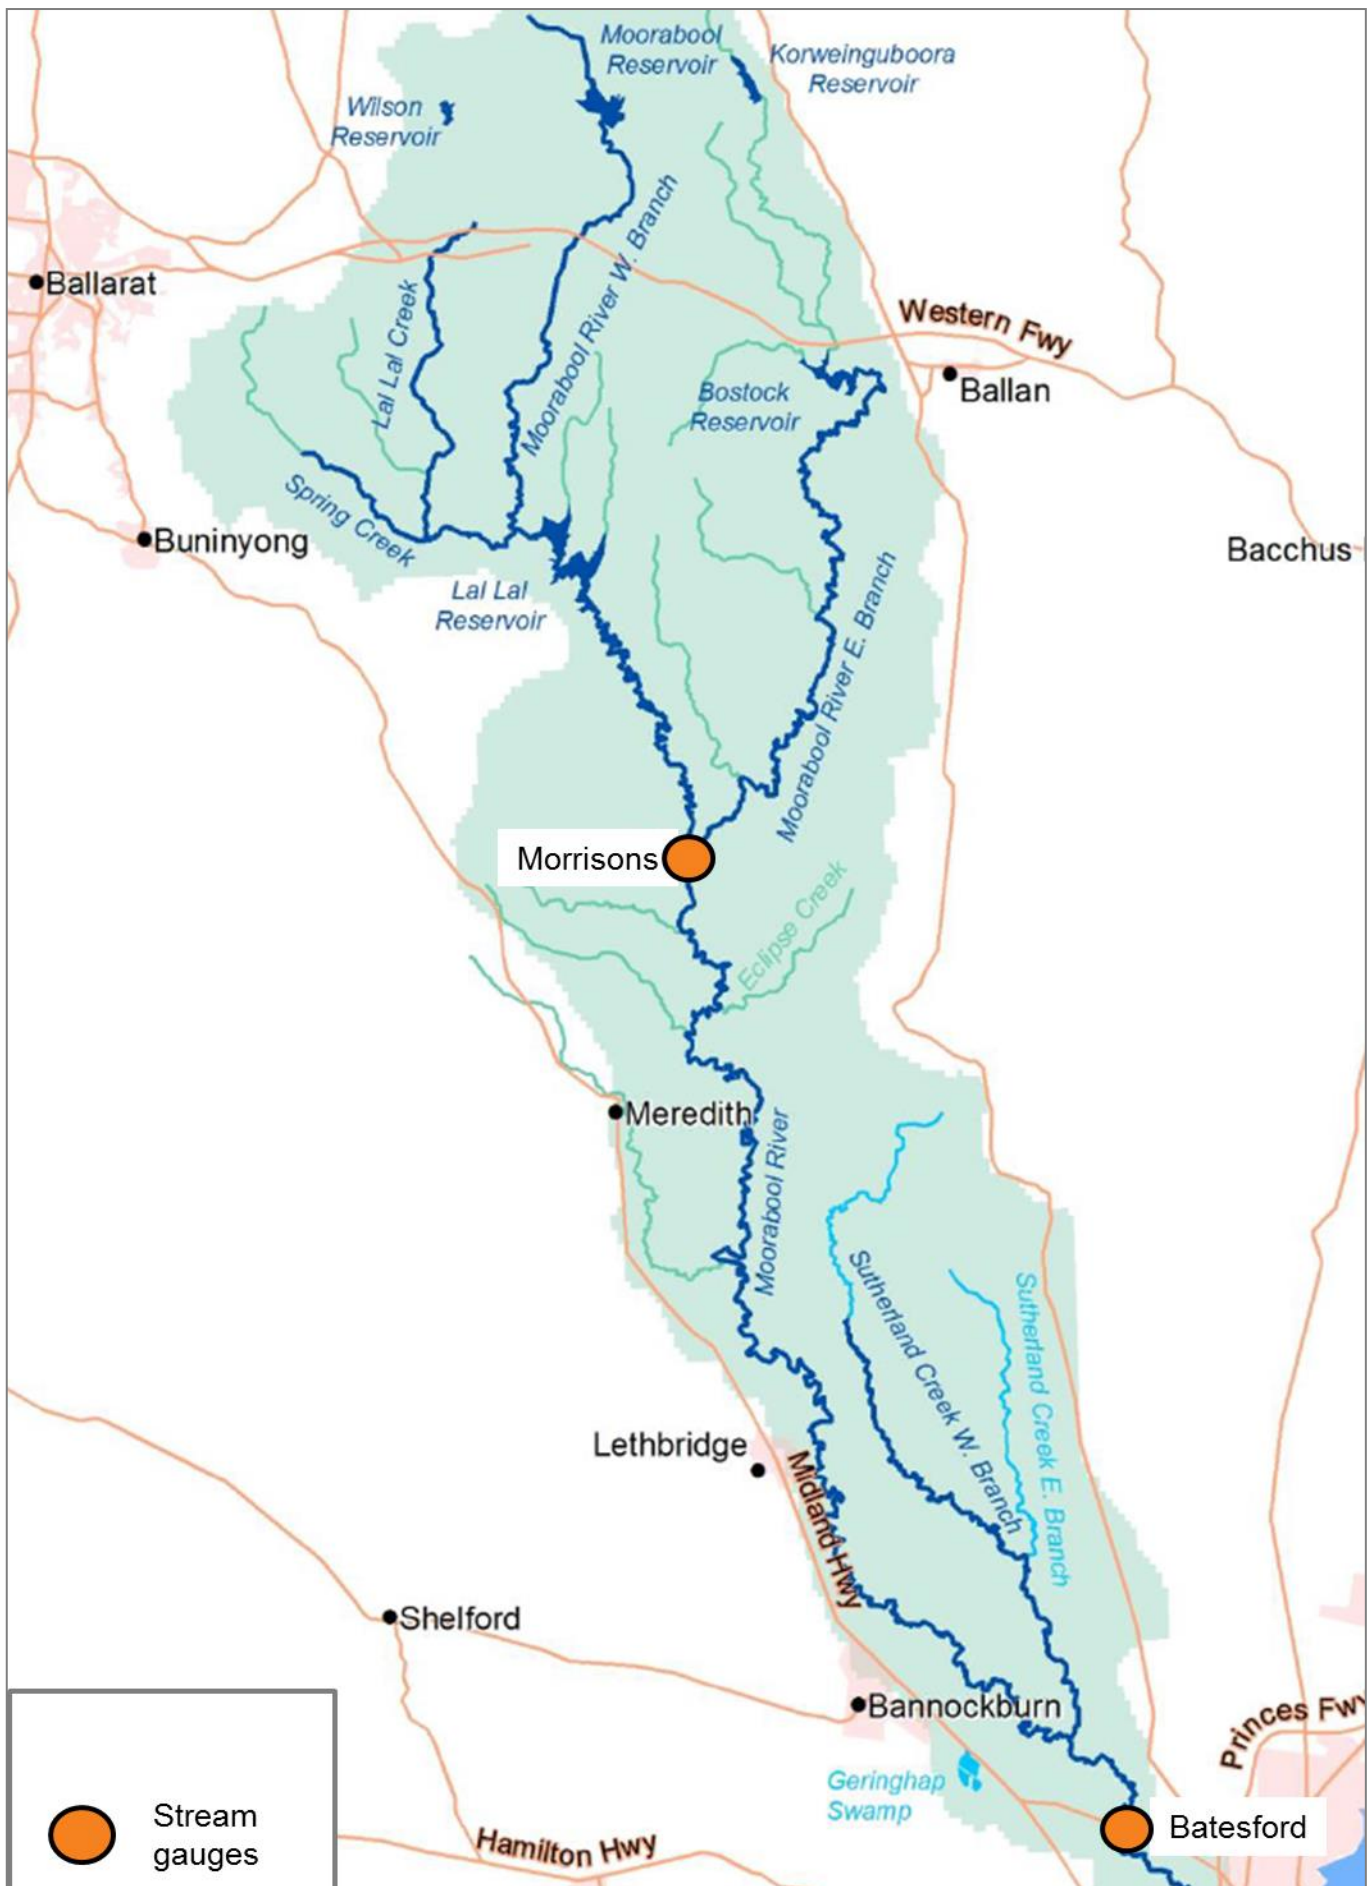 Moorabool
Reservoir
Korweinguboora
Reservoir
Wilson
Reservoir
Moorabool River W. Branch
Ballarat
Lal Lal Creek
Western Fwy
Ballan
Bostock
Reservoir
Spring Creek
Buninyong
Bacchus
Lal Lal
Reservoir
Moorabool River E. Branch
Morrisons
Eclipse Creek
Meredith
Moorabool River
Sutherland Creek W. Branch
Sutherland Creek E. Branch
Lethbridge
Midland Hwy
Shelford
Bannockburn
Princes Fwy
Geringhap
Swamp
Batesford
Stream
gauges
Hamilton Hwy